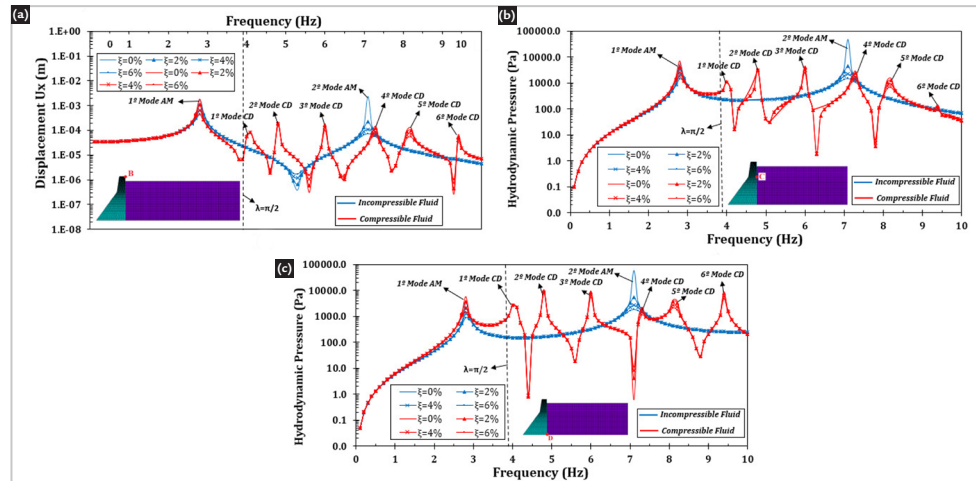 (a)
Frequency (Hz)
0 1 3 5 6 7 8 9 10
Displacement Ux (m)
1.E+00
1.E-01
1.E-02
1.E-03
1.E-04
1.E-05
1.E-06
1.E-07
1.E-08
ξ=0% ξ=2% ξ=4%
ξ=6% ξ=0% ξ=2%
ξ=4% ξ=6%
1º Mode AM
1º Mode CD
2º Mode CD
3º Mode CD
2º Mode AM
4º Mode CD
5º Mode CD
6º Mode CD
B
λ=π/2
Incompressible Fluid
Compressible Fluid
(b)
Hydrodynamic Pressure (Pa)
100000.0
10000.0
1000.0
100.0
10.0
1.0
0.1
0.0
1º Mode AM
1º Mode CD
2º Mode CD
3º Mode CD
2º Mode AM
4º Mode CD
5º Mode CD
6º Mode CD
λ=π/2
ξ=0% ξ=2%
ξ=4% ξ=6%
ξ=0% ξ=2%
ξ=4% ξ=6%
C
Incompressible Fluid
Compressible Fluid
0 1 2 3 4 5 6 7 8 9 10
Frequency (Hz)
(c)
Hydrodynamic Pressure (Pa)
100000.0
10000.0
1000.0
100.0
10.0
1.0
0.1
0.0
1º Mode AM
1º Mode CD
2º Mode CD
3º Mode CD
2º Mode AM
4º Mode CD
5º Mode CD
6º Mode CD
λ=π/2
ξ=0% ξ=2%
ξ=4% ξ=6%
ξ=0% ξ=2%
ξ=4% ξ=6%
D
Incompressible Fluid
Compressible Fluid
0 1 2 3 4 5 6 7 8 9 10
Frequency (Hz)